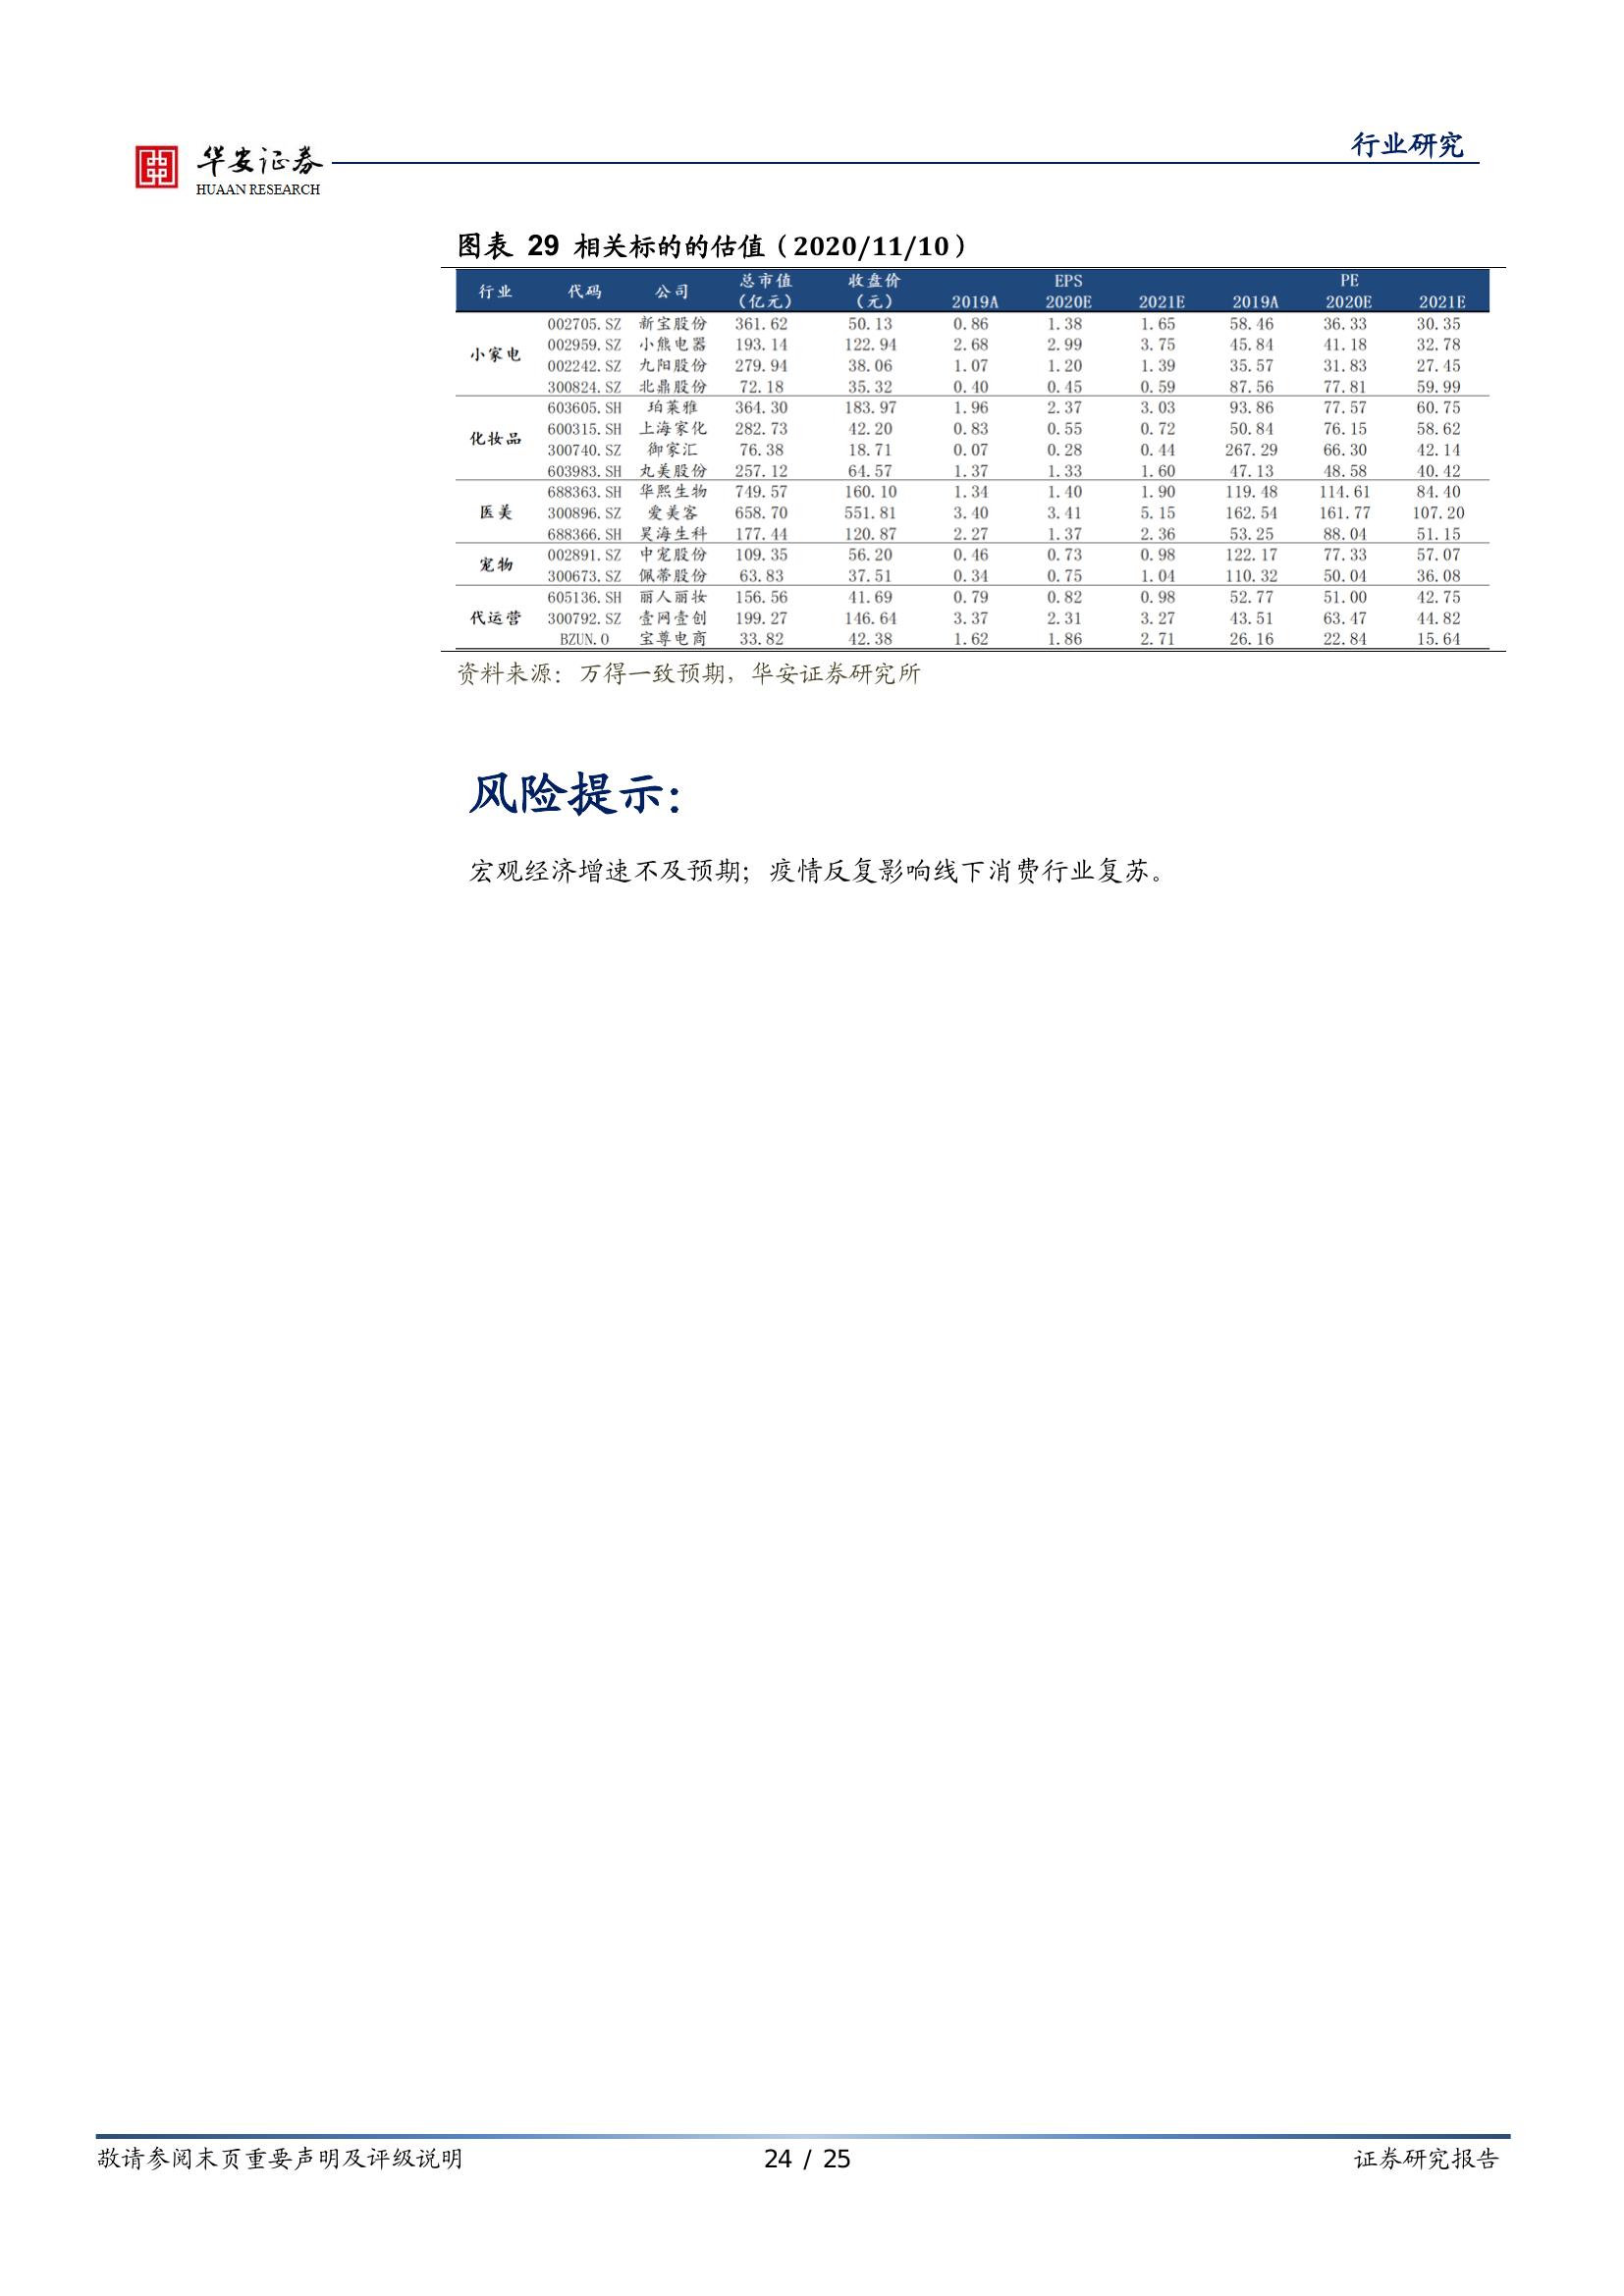 华安证券
HUAAN RESEARCH
行业研究
图表 29 相关标的的估值（2020/11/10）
行业 代码 公司 总市值（亿元） 收盘价（元） EPS PE
2019A 2020E 2021E 2019A 2020E 2021E
小家电
002705.SZ 新宝股份 361.62 50.13 0.86 1.38 1.65 58.46 36.33 30.35
002959.SZ 小熊电器 193.14 122.94 2.68 2.99 3.75 45.84 41.18 32.78
002242.SZ 九阳股份 279.94 38.06 1.07 1.20 1.39 35.57 31.83 27.45
300824.SZ 北鼎股份 72.18 35.32 0.40 0.45 0.59 87.56 77.81 59.99
化妆品
603605.SH 珀莱雅 364.30 183.97 1.96 2.37 3.03 93.86 77.57 60.75
600315.SH 上海家化 282.73 42.20 0.83 0.55 0.72 50.84 76.15 58.62
300740.SZ 御家汇 76.38 18.71 0.07 0.28 0.44 267.29 66.30 42.14
603983.SH 丸美股份 257.12 64.57 1.37 1.33 1.60 47.13 48.58 40.42
医美
688363.SH 华熙生物 749.57 160.10 1.34 1.40 1.90 119.48 114.61 84.40
300896.SZ 爱美客 658.70 551.81 3.40 3.41 5.15 162.54 161.77 107.20
688366.SH 昊海生科 177.44 120.87 2.27 1.37 2.36 53.25 88.04 51.15
宠物
002891.SZ 中宠股份 109.35 56.20 0.46 0.73 0.98 122.17 77.33 57.07
300673.SZ 佩蒂股份 63.83 37.51 0.34 0.75 1.04 110.32 50.04 36.08
代运营
605136.SH 丽人丽妆 156.56 41.69 0.79 0.82 0.98 52.77 51.00 42.75
300792.SZ 壹网壹创 199.27 146.64 3.37 2.31 3.27 43.51 63.47 44.82
BZUN.O 宝尊电商 33.82 42.38 1.62 1.86 2.71 26.16 22.84 15.64
资料来源：万得一致预期，华安证券研究所
风险提示：
宏观经济增速不及预期；疫情反复影响线下消费行业复苏。
敬请参阅末页重要声明及评级说明
24 / 25
证券研究报告